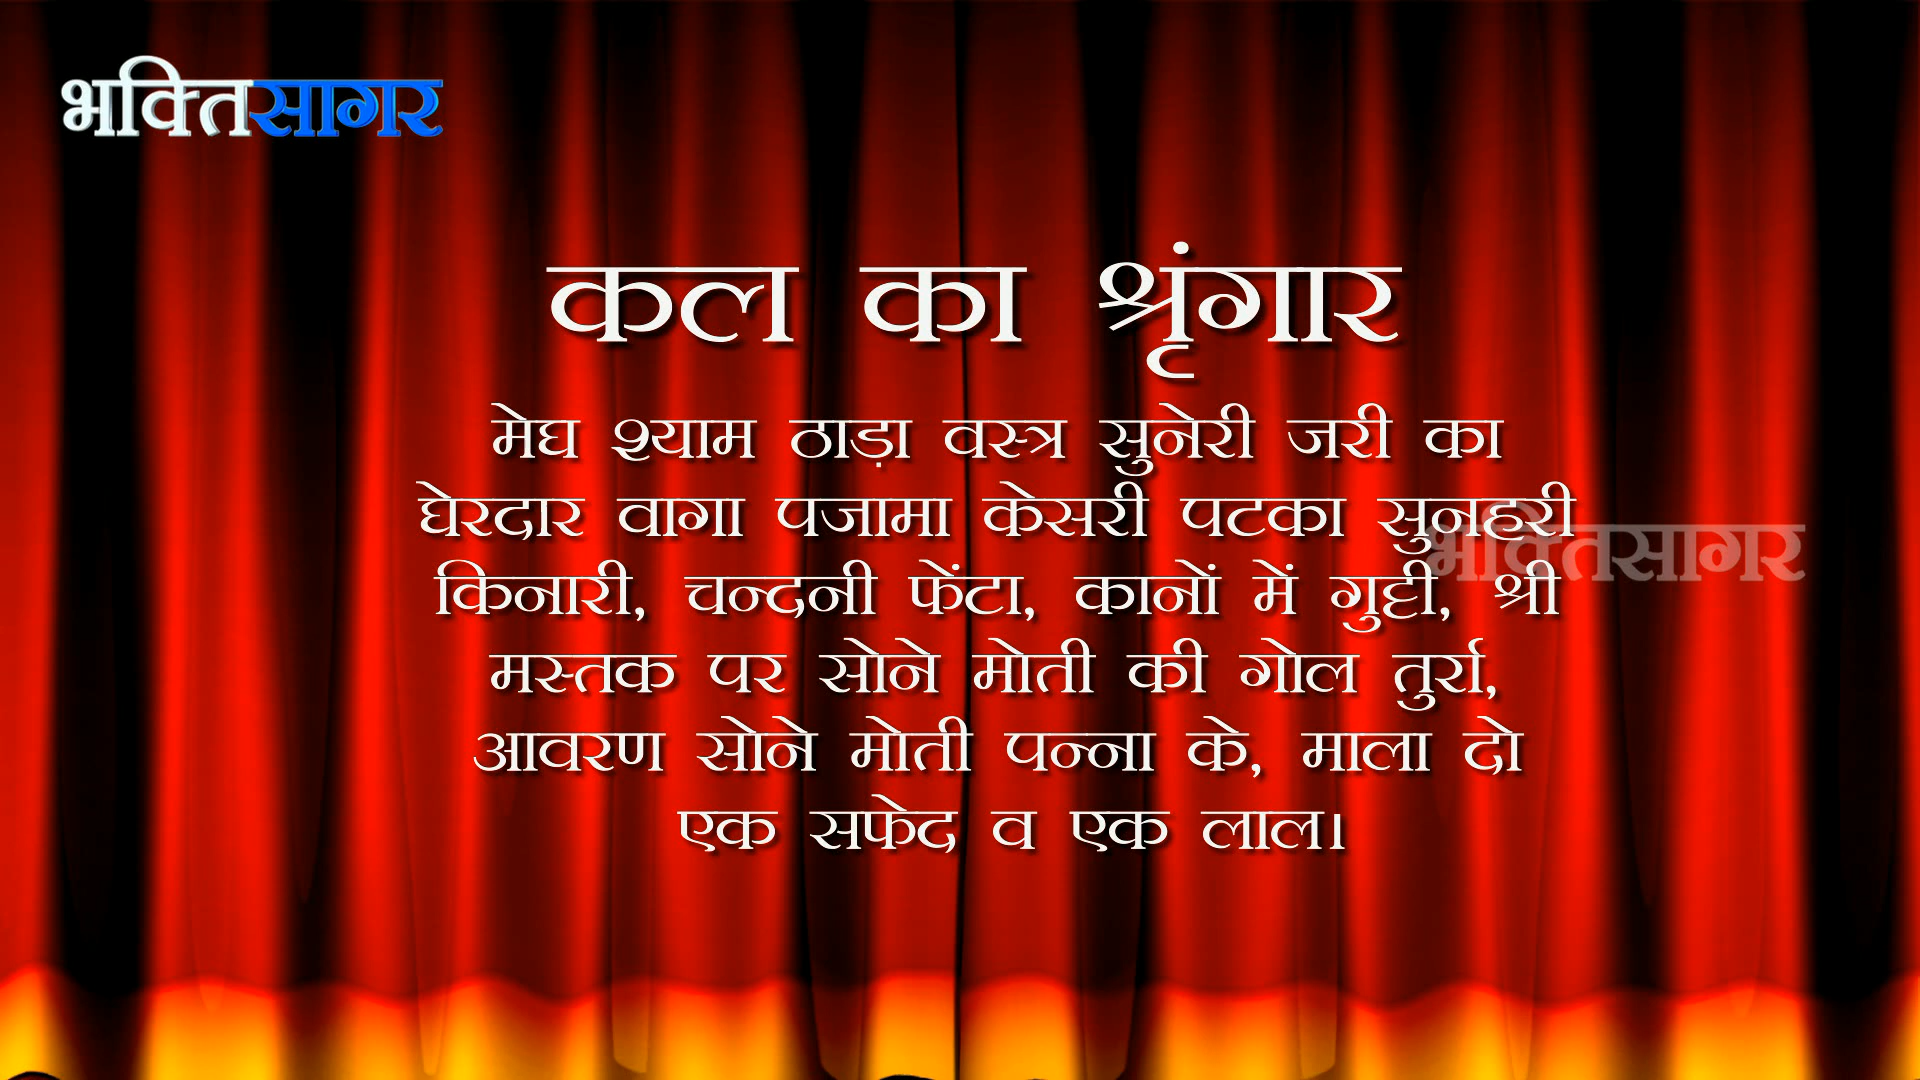 भक्तिसागर
कल का श्रृंगार
मेघ श्याम ठाड़ा वस्त्र सुनेरी जरी का
घेरदार वागा पजामा केसरी पटका सुनहरी
भक्तिसागर
किनारी, चन्दनी फेंटा, कानों में गुट्टी, श्री
मस्तक पर सोने मोती की गोल तुर्रा,
आवरण सोने मोती पन्ना के, माला दो
एक सफेद व एक लाल।